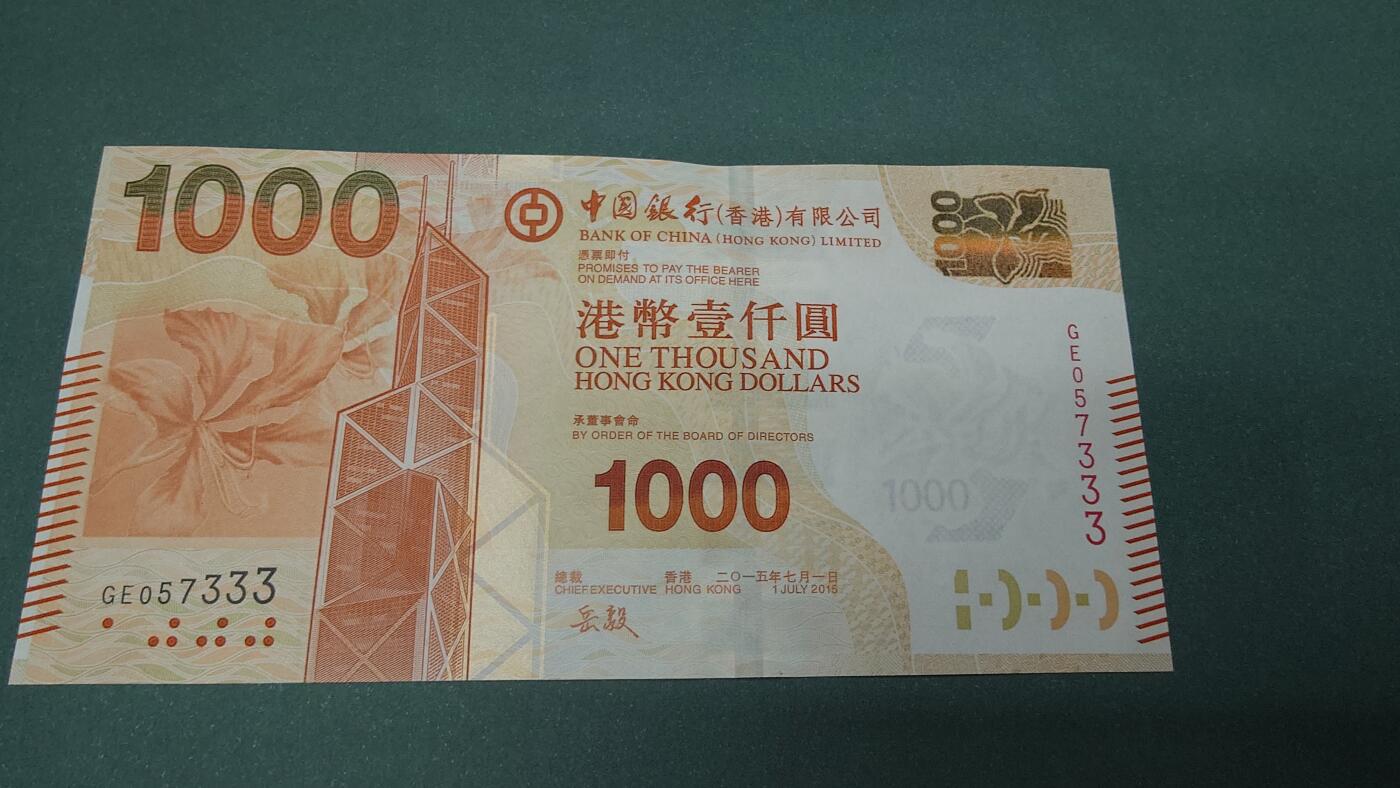 1000
中国銀行(香港)有限公司
BANK OF CHINA (HONG KONG) LIMITED
憑票即付
PROMISES TO PAY THE BEARER
ON DEMAND AT ITS OFFICE HERE
港幣壹仟圓
ONE THOUSAND
HONG KONG DOLLARS
承董事會命
BY ORDER OF THE BOARD OF DIRECTORS
1000
總裁 香港 二〇一五年七月一日
CHIEF EXECUTIVE HONG KONG 1 JULY 2015
岳毅
GE057333
1000
GE057333
1000
1000